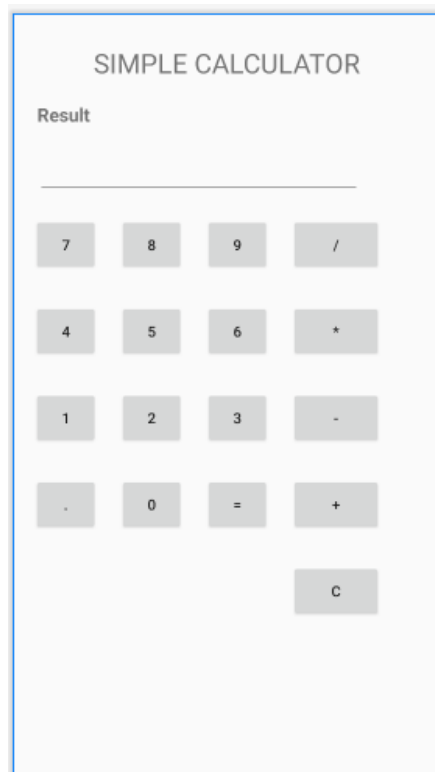 SIMPLE CALCULATOR
Result
7 8 9 /
4 5 6 *
1 2 3 -
. 0 = +
C